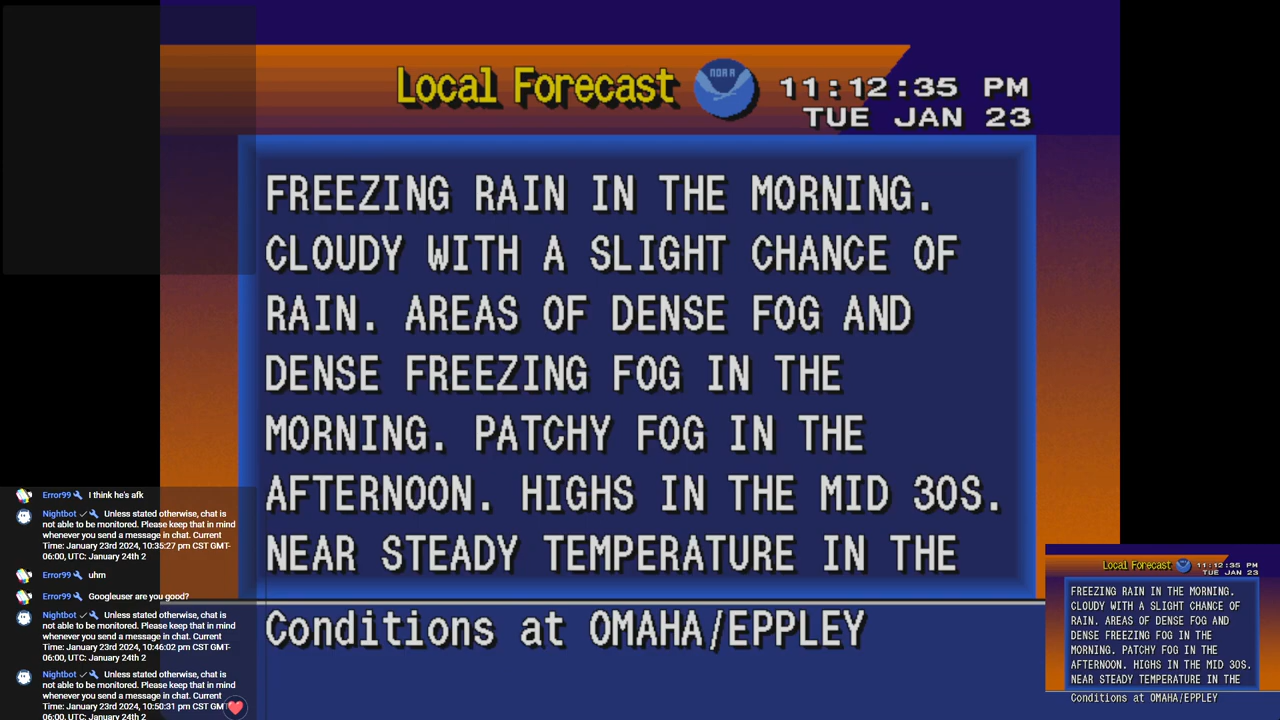 Local Forecast
NOAA
11:12:35 PM
TUE JAN 23
FREEZING RAIN IN THE MORNING.
CLOUDY WITH A SLIGHT CHANCE OF
RAIN. AREAS OF DENSE FOG AND
DENSE FREEZING FOG IN THE
MORNING. PATCHY FOG IN THE
AFTERNOON. HIGHS IN THE MID 30S.
NEAR STEADY TEMPERATURE IN THE
Conditions at OMAHA/EPPLEY
Error99 I think he's afk
Nightbot Unless stated otherwise, chat is
not able to be monitored. Please keep that in mind
whenever you send a message in chat. Current
Time: January 23rd 2024, 10:35:27 pm CST GMT-
06:00, UTC: January 24th 2
Error99 uhm
Error99 Googleuser are you good?
Nightbot Unless stated otherwise, chat is
not able to be monitored. Please keep that in mind
whenever you send a message in chat. Current
Time: January 23rd 2024, 10:46:02 pm CST GMT-
06:00, UTC: January 24th 2
Nightbot Unless stated otherwise, chat is
not able to be monitored. Please keep that in mind
whenever you send a message in chat. Current
Time: January 23rd 2024, 10:50:31 pm CST GMT-
06:00, UTC: January 24th 2
Local Forecast
11:12:35 PM
TUE JAN 23
FREEZING RAIN IN THE MORNING.
CLOUDY WITH A SLIGHT CHANCE OF
RAIN. AREAS OF DENSE FOG AND
DENSE FREEZING FOG IN THE
MORNING. PATCHY FOG IN THE
AFTERNOON. HIGHS IN THE MID 30S.
NEAR STEADY TEMPERATURE IN THE
Conditions at OMAHA/EPPLEY